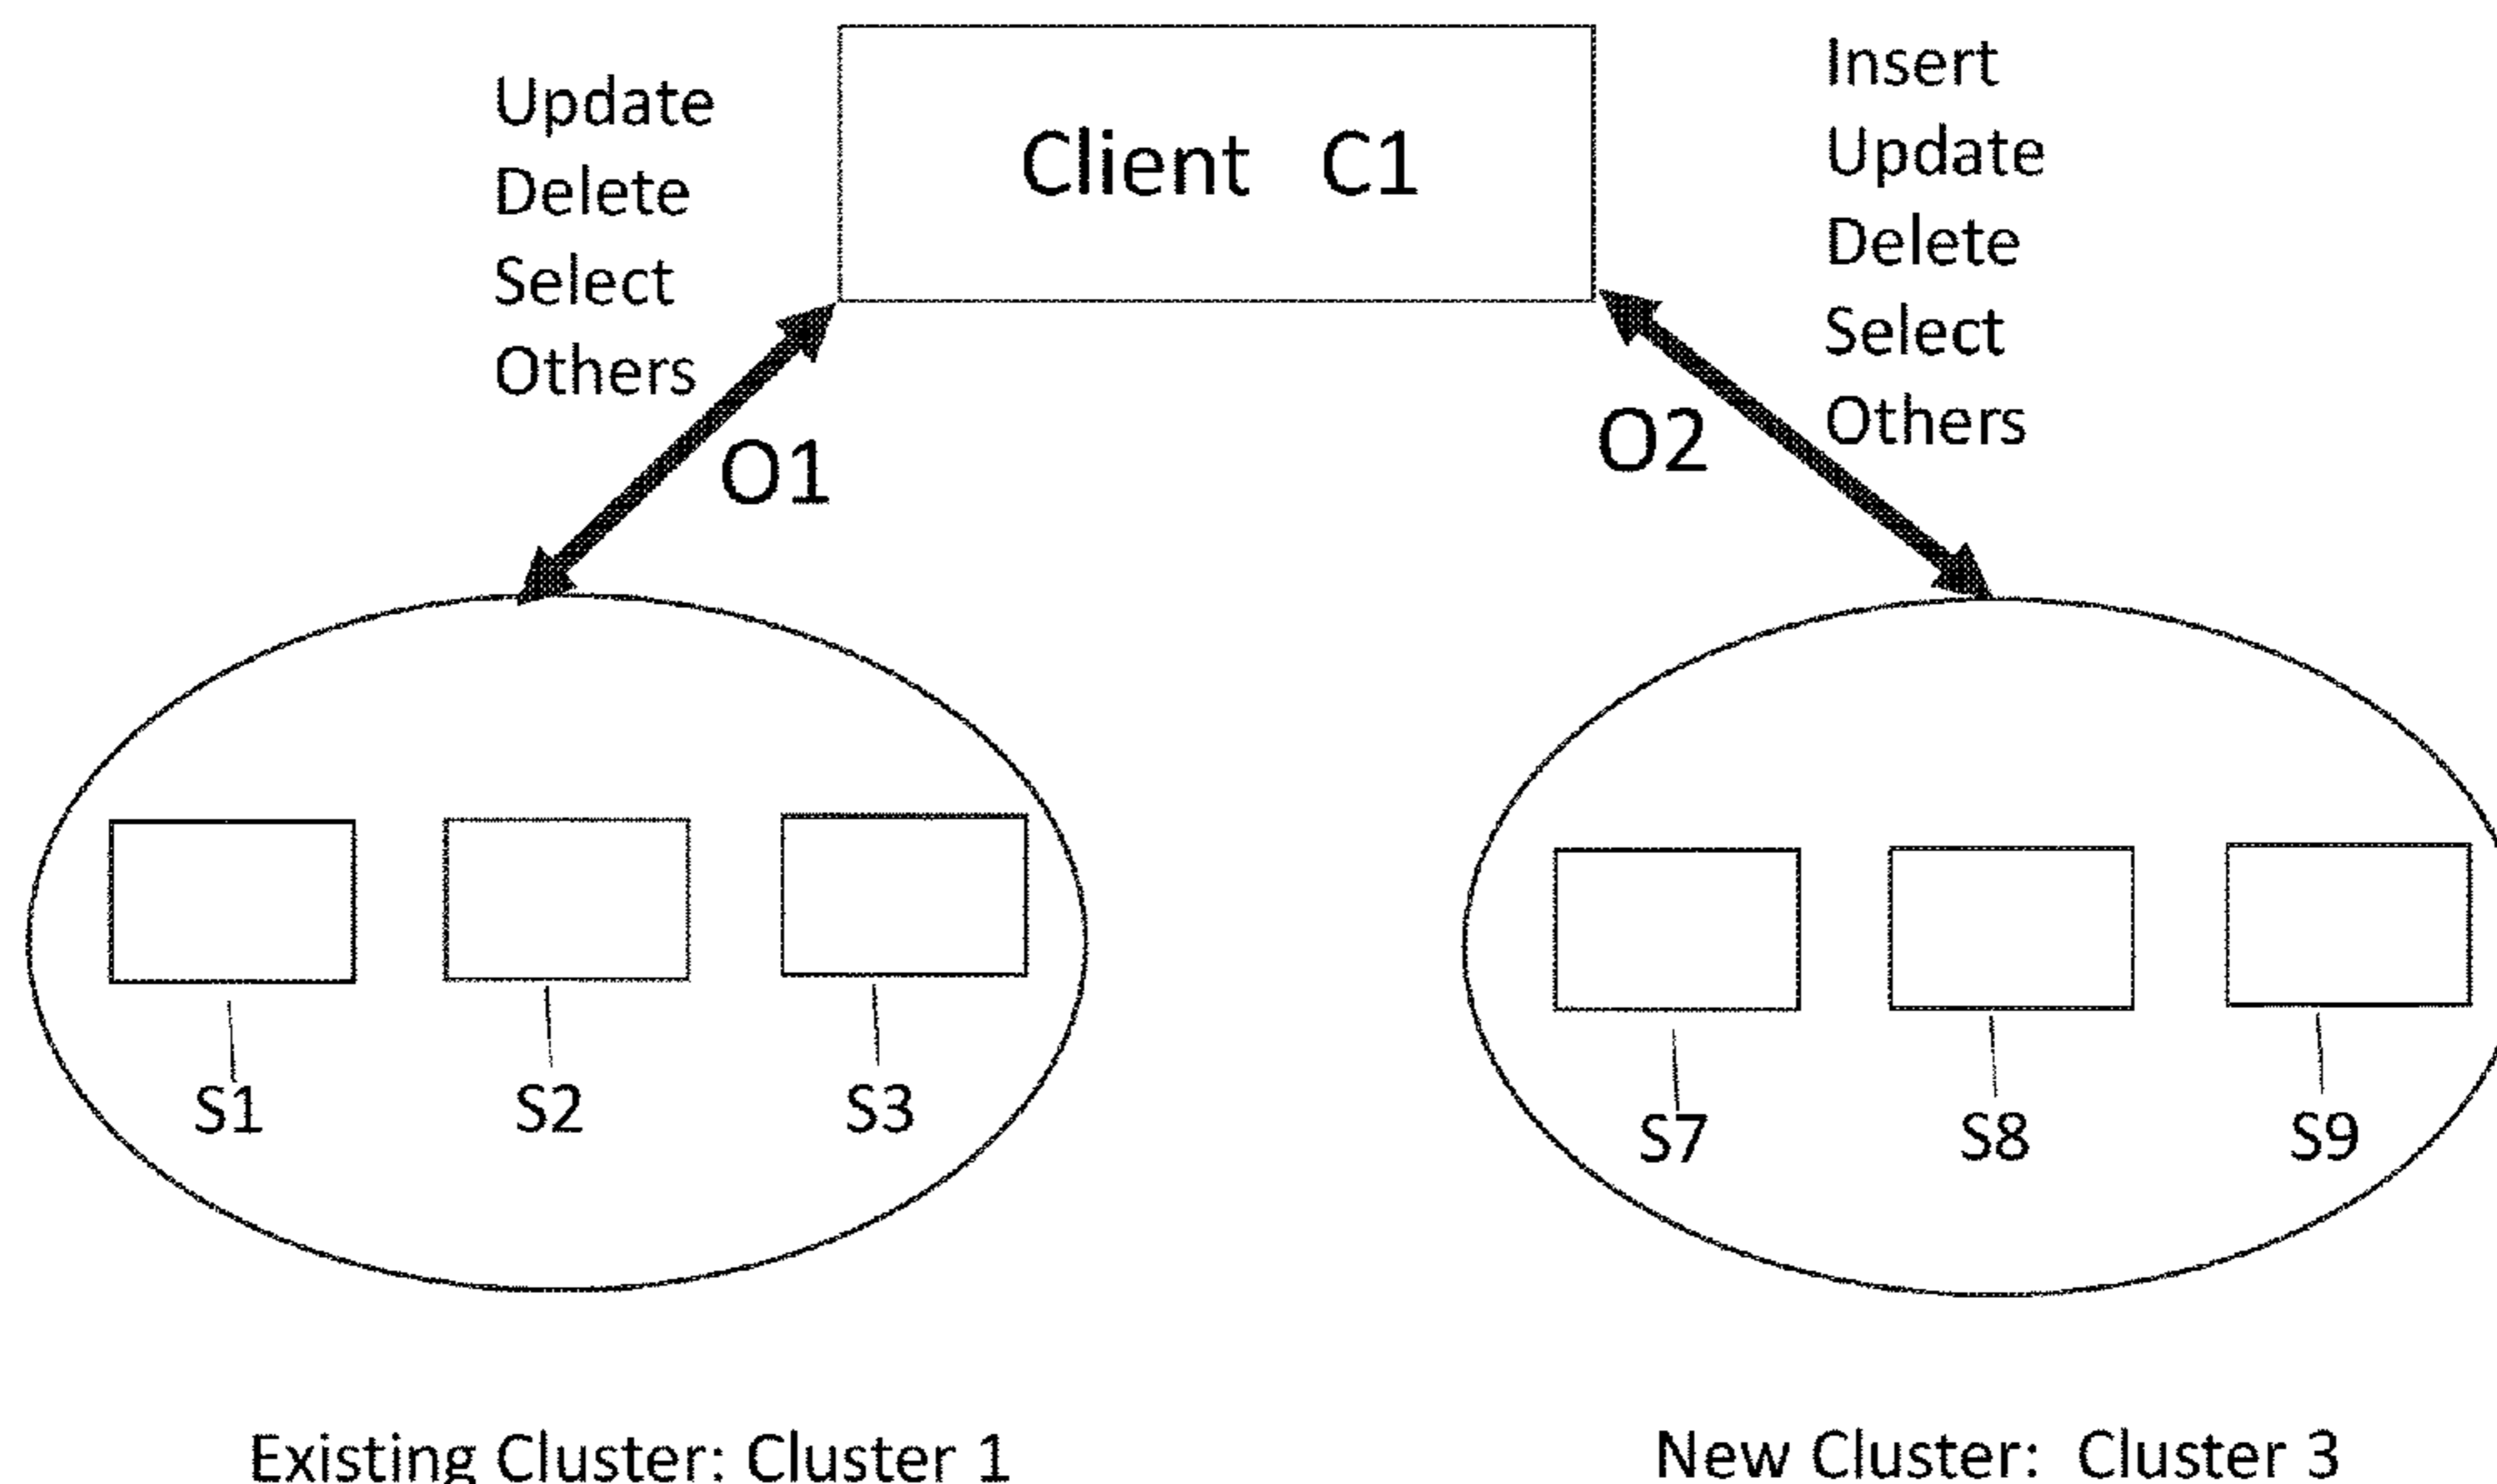 Update
Delete
Select
Others
Client C1
Insert
Update
Delete
Select
Others
O1
O2
S1
S2
S3
S7
S8
S9
Existing Cluster: Cluster 1
New Cluster: Cluster 3